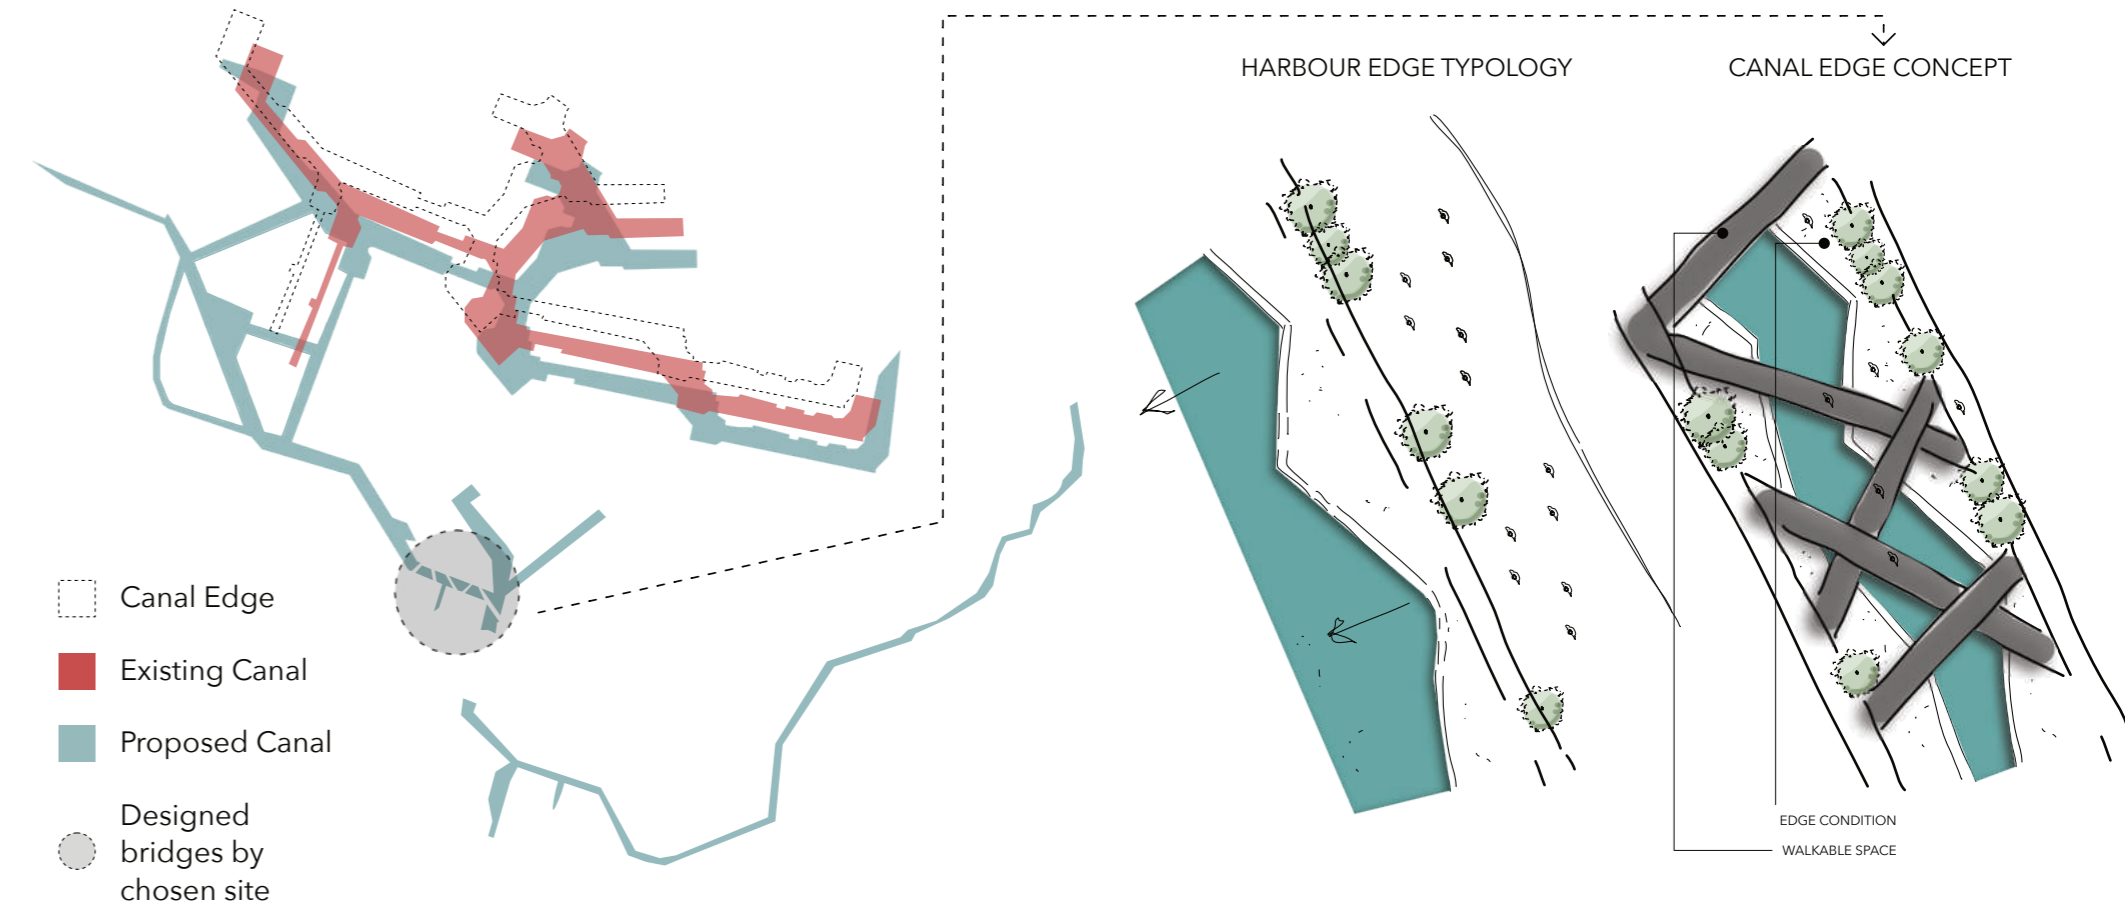 HARBOUR EDGE TYPOLOGY
CANAL EDGE CONCEPT
Canal Edge
Existing Canal
Proposed Canal
Designed
bridges by
chosen site
EDGE CONDITION
WALKABLE SPACE